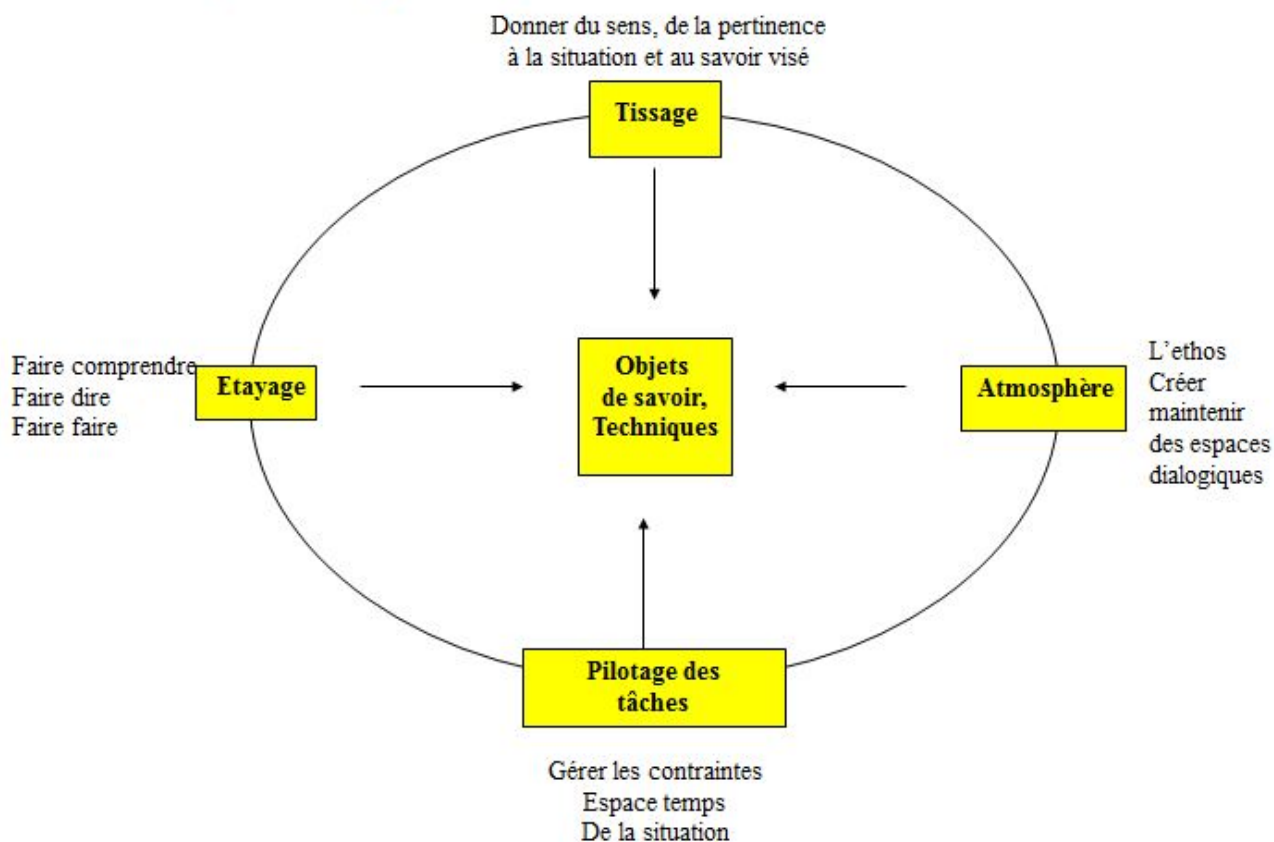 Donner du sens, de la pertinence
à la situation et au savoir visé
Tissage
Faire comprendre
Faire dire
Faire faire
Etayage
Objets
de savoir,
Techniques
Atmosphère
L'ethos
Créer
maintenir
des espaces
dialogiques
Pilotage des
tâches
Gérer les contraintes
Espace temps
De la situation